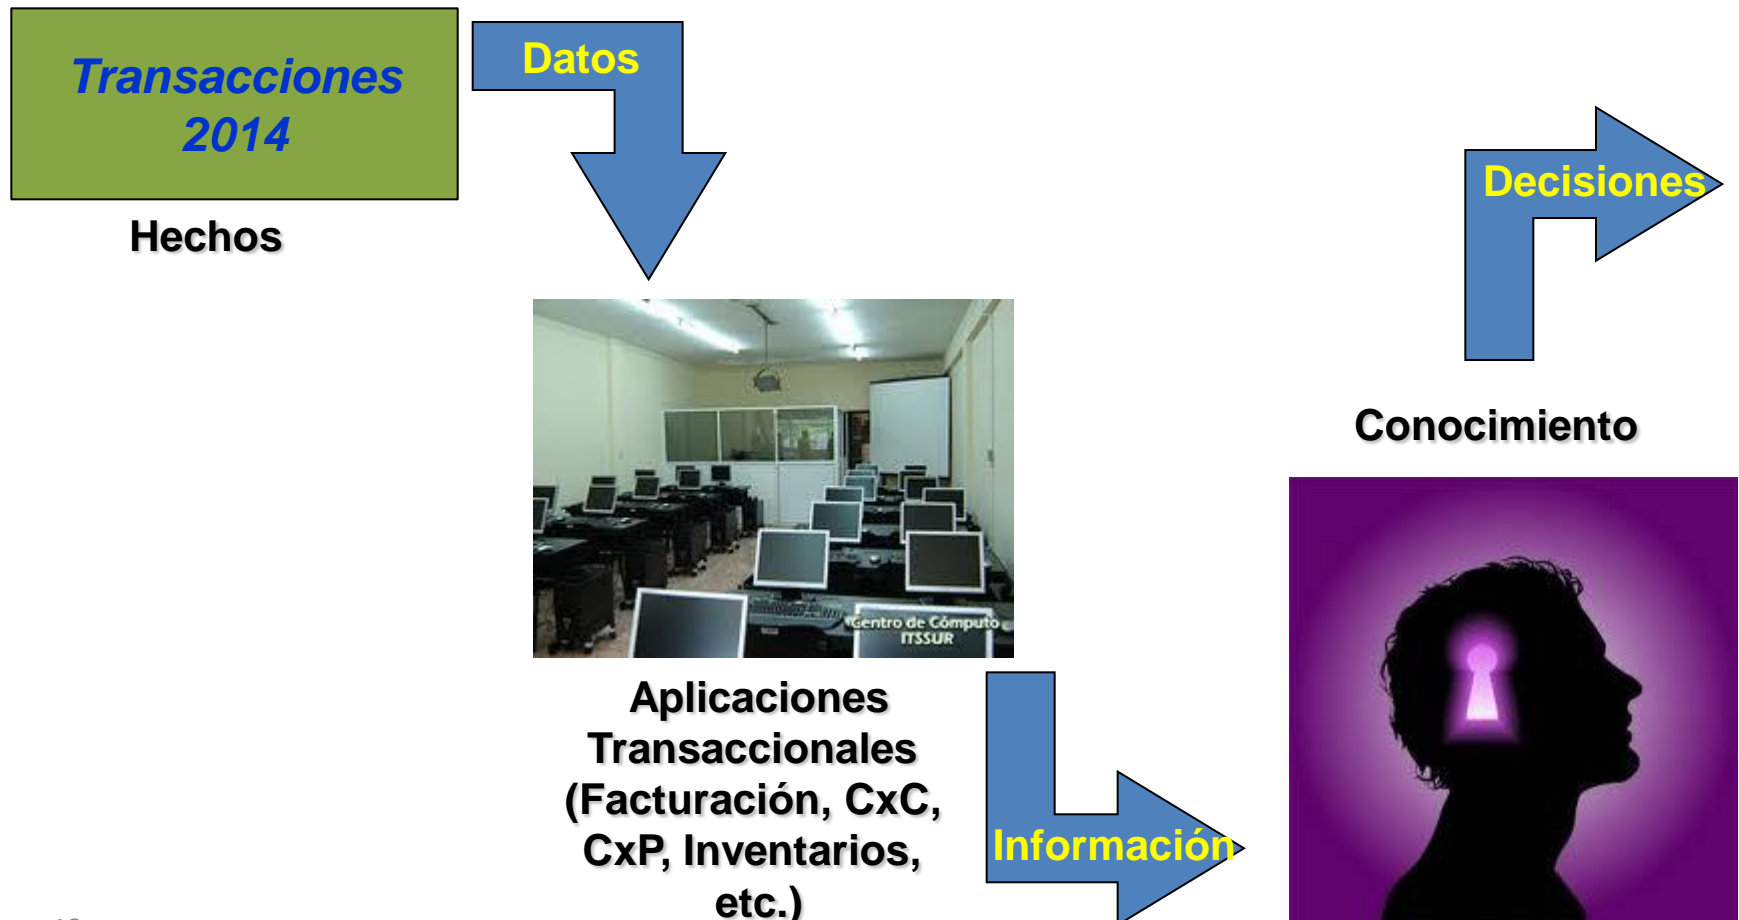 Transacciones
2014
Datos
Hechos
Decisiones
Conocimiento
Centro de Cómputo
ITSSUR
Aplicaciones
Transaccionales
(Facturación, CxC,
CxP, Inventarios,
etc.)
Información